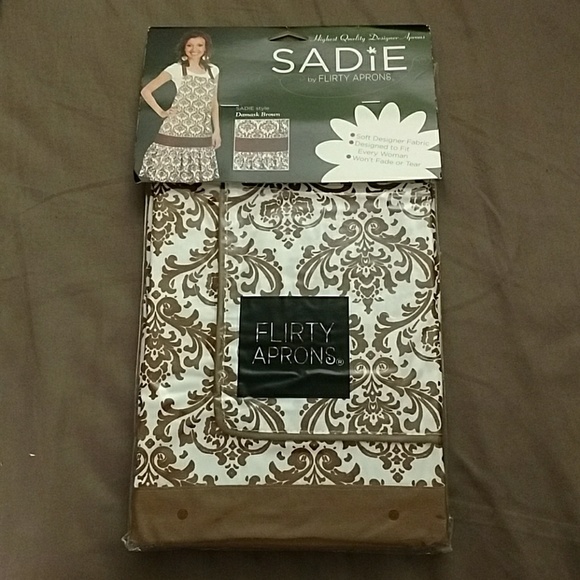 Highest Quality Designer Aprons
SADiE
by FLIRTY APRONS®
SADIE style:
Damask Brown
• Soft Designer Fabric
• Designed to Fit
Every Woman
• Won't Fade or Tear
FLIRTY
APRONS®